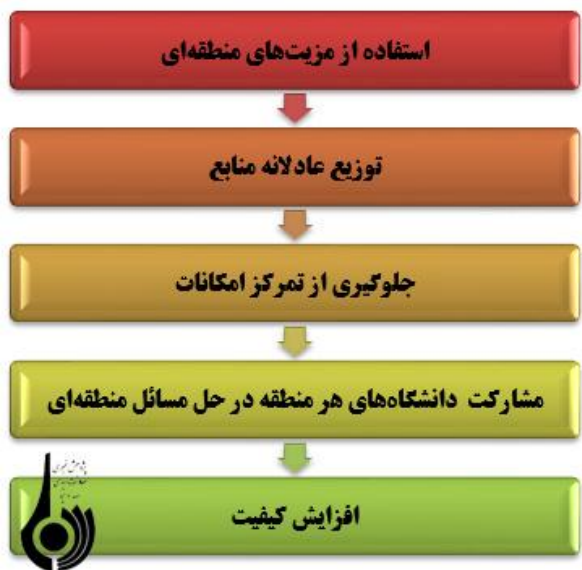 استفاده از مزیت‌های منطقه‌ای
توزیع عادلانه منابع
جلوگیری از تمرکز امکانات
مشارکت دانشگاه‌های هر منطقه در حل مسائل منطقه‌ای
افزایش کیفیت